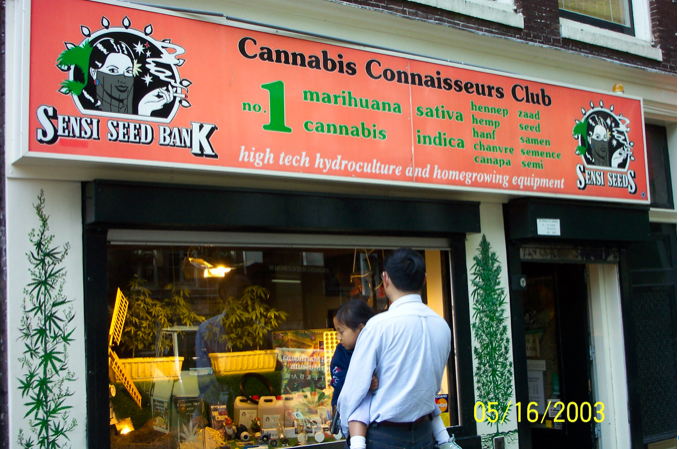 Cannabis Connaisseurs Club
no. 1 marihuana cannabis
sativa
indica
hennep zaad
hemp seed
hanf samen
chanvre semence
canapa semi
high tech hydroculture and homegrowing equipment
SENSI SEED BANK
SENSI SEEDS
05/16/2003